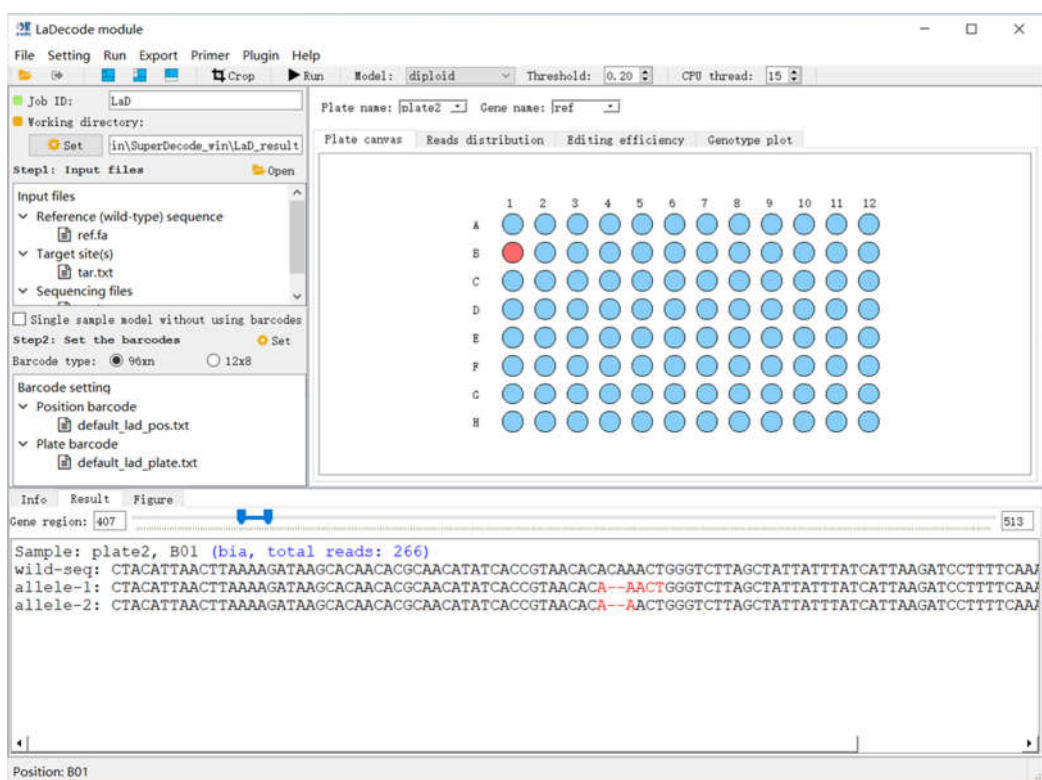 LaDecode module
File Setting Run Export Primer Plugin Help
Crop Run Model: diploid Threshold: 0.20 CPU thread: 15
Job ID: LaD
Working directory:
Set in\SuperDecode_win\LaD_result
Step1: Input files Open
Input files
Reference (wild-type) sequence
ref.fa
Target site(s)
tar.txt
Sequencing files
Single sample model without using barcodes
Step2: Set the barcodes Set
Barcode type: 96xn 12x8
Barcode setting
Position barcode
default_lad_pos.txt
Plate barcode
default_lad_plate.txt
Plate name: plate2 Gene name: ref
Plate canvas Reads distribution Editing efficiency Genotype plot
1 2 3 4 5 6 7 8 9 10 11 12
A
B
C
D
E
F
G
H
Info Result Figure
Gene region: 407 513
Sample: plate2, B01 (bia, total reads: 266)
wild-seq: CTACATTAACTTAAAAGATAAGCACAACACGCAACATATCACCGTAACACACAAACTGGGTCTTAGCTATTATTTATCATTAAGATCCTTTTCAAA
allele-1: CTACATTAACTTAAAAGATAAGCACAACACGCAACATATCACCGTAACACA--AACTGGGTCTTAGCTATTATTTATCATTAAGATCCTTTTCAAA
allele-2: CTACATTAACTTAAAAGATAAGCACAACACGCAACATATCACCGTAACACA--AACTGGGTCTTAGCTATTATTTATCATTAAGATCCTTTTCAAA
Position: B01